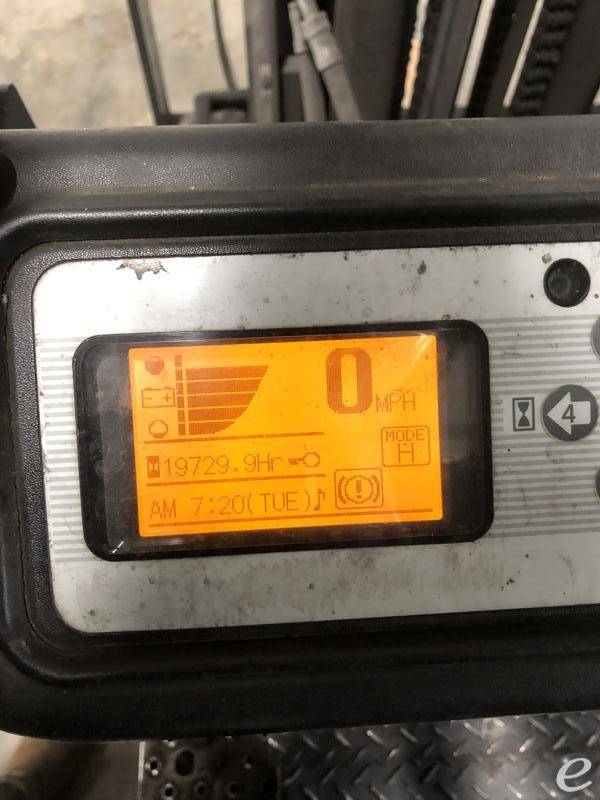 0 MPH
MODE
H
19729.9Hr
AM 7:20(TUE)♪
4
e